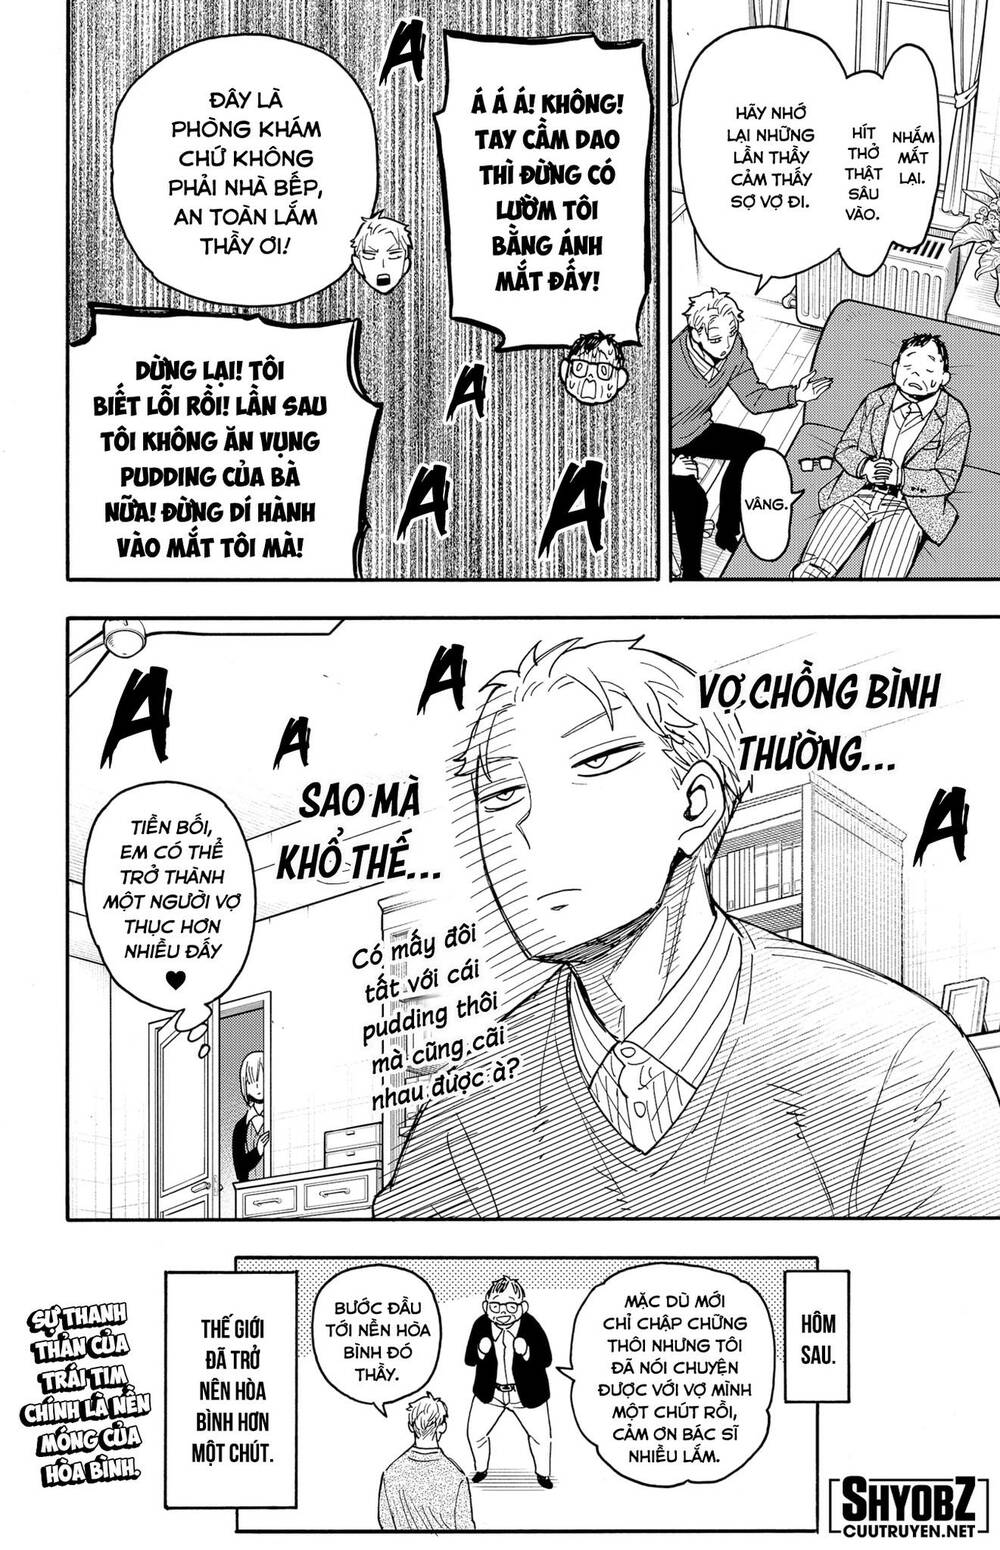 NHẮM
MẮT
LẠI.
HÍT
THỞ
THẬT
SÂU
VÀO.
HÃY NHỚ
LẠI NHỮNG
LẦN THẦY
CẢM THẤY
SỢ VỢ ĐI.
VÂNG.
Á Á Á! KHÔNG!
TAY CẦM DAO
THÌ ĐỪNG CÓ
LƯỜM TÔI
BẰNG ÁNH
MẮT ĐẤY!
A
ĐÂY LÀ
PHÒNG KHÁM
CHỨ KHÔNG
PHẢI NHÀ BẾP,
AN TOÀN LẮM
THẦY ƠI!
A
A
A
DỪNG LẠI! TÔI
BIẾT LỖI RỒI! LẦN SAU
TÔI KHÔNG ĂN VỤNG
PUDDING CỦA BÀ
NỮA! ĐỪNG DÍ HÀNH
VÀO MẮT TÔI MÀ!
VỢ CHỒNG BÌNH
THƯỜNG...
A
A
A
A
SAO MÀ
KHỔ THẾ...
CÓ MẤY ĐÔI
TẤT VỚI CÁI
PUDDING THÔI
MÀ CŨNG CÃI
NHAU ĐƯỢC À?
TIỀN BỐI,
EM CÓ THỂ
TRỞ THÀNH
MỘT NGƯỜI VỢ
THỤC HƠN
NHIỀU ĐẤY
♥
HÔM
SAU.
MẶC DÙ MỚI
CHỈ CHẬP CHỮNG
THÔI NHƯNG TÔI
ĐÃ NÓI CHUYỆN
ĐƯỢC VỚI VỢ MÌNH
MỘT CHÚT RỒI,
CẢM ƠN BÁC SĨ
NHIỀU LẮM.
BƯỚC ĐẦU
TỚI NỀN HÒA
BÌNH ĐÓ
THẦY.
THẾ GIỚI
ĐÃ TRỞ
NÊN HÒA
BÌNH HƠN
MỘT CHÚT.
SỰ THANH
THẢN CỦA
TRÁI TIM
CHÍNH LÀ NỀN
MÓNG CỦA
HÒA BÌNH.
SHYOBZ
CUUTRUYEN.NET